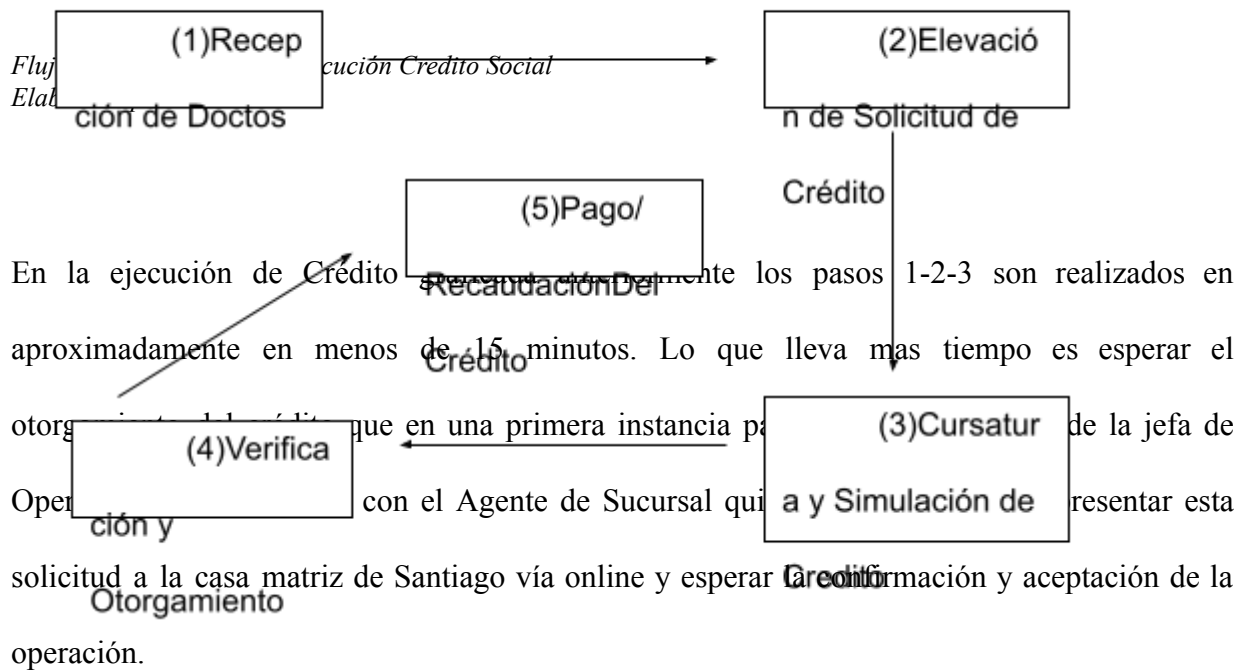 (1)Recep
ción de Doctos
(2)Elevació
n de Solicitud de
Crédito
Fluj cución Credito Social
Elab
(5)Pago/
RecaudaciónDel
Crédito
En la ejecución de Crédito los pasos 1-2-3 son realizados en
aproximadamente en menos de 15 minutos. Lo que lleva mas tiempo es esperar el
que en una primera instancia de la jefa de
con el Agente de Sucursal qui resentar esta
solicitud a la casa matriz de Santiago vía online y esperar la confirmación y aceptación de la
operación.
(3)Cursatur
a y Simulación de
Credito
(4)Verifica
ción y
Otorgamiento